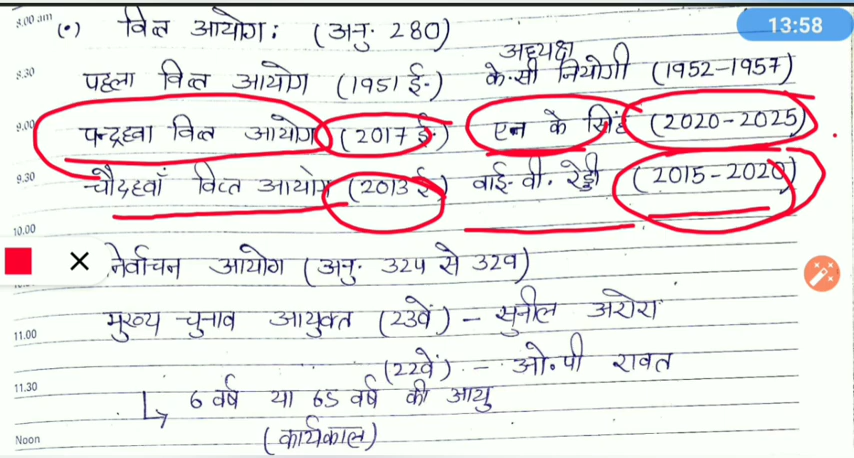 8.00 am
(•) वित्त आयोग: (अनु. 280)
13:58
अध्यक्ष
8.30
पहला वित्त आयोग (1951 ई.) के.सी नियोगी (1952-1957)
9.00
पन्द्रहवा वित्त आयोग (2017 ई.) एन के सिंह (2020-2025)
9.30
चौदहवाँ वित्त आयोग (2013 ई.) वाई. वी. रेड्डी (2015-2020)
10.00
× निर्वाचन आयोग (अनु. 324 से 329)
मुख्य चुनाव आयुक्त (23वें) - सुनील अरोरा
11.00
(22वें) - ओ.पी रावत
11.30
↳ 6 वर्ष या 65 वर्ष की आयु
Noon
(कार्यकाल)